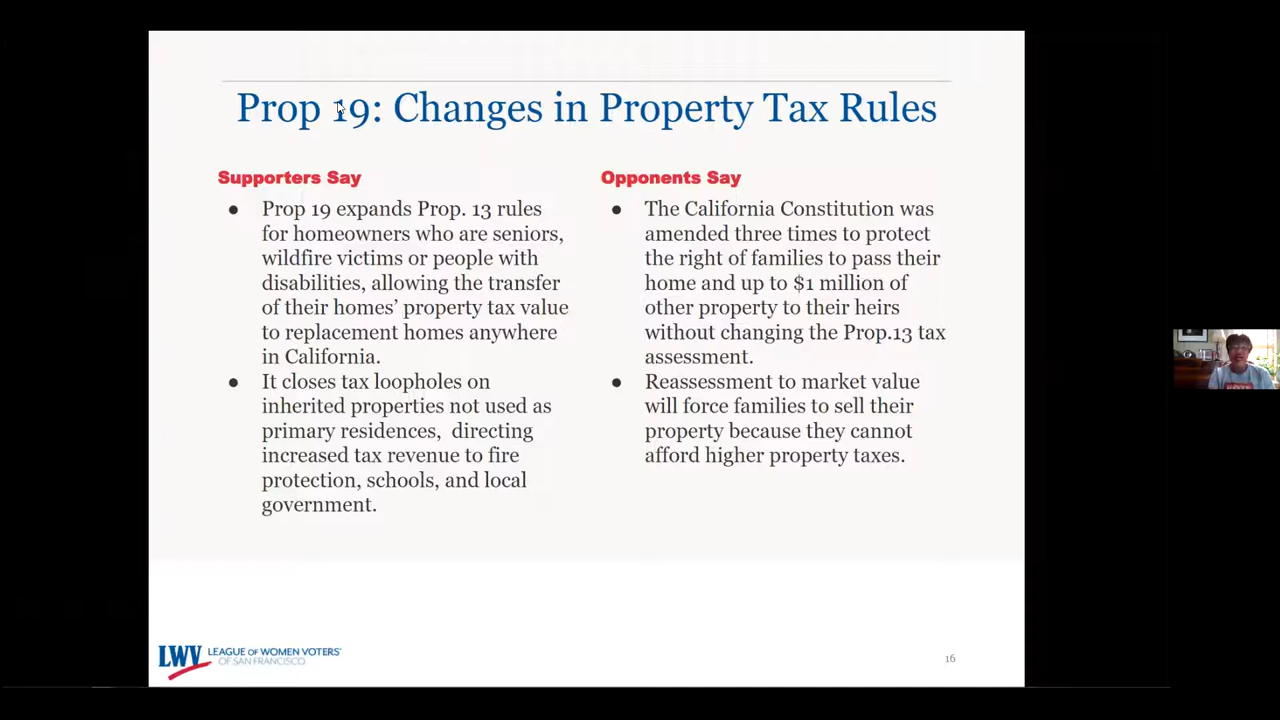 Prop 19: Changes in Property Tax Rules
Supporters Say
● Prop 19 expands Prop. 13 rules
for homeowners who are seniors,
wildfire victims or people with
disabilities, allowing the transfer
of their homes’ property tax value
to replacement homes anywhere
in California.
● It closes tax loopholes on
inherited properties not used as
primary residences, directing
increased tax revenue to fire
protection, schools, and local
government.
Opponents Say
● The California Constitution was
amended three times to protect
the right of families to pass their
home and up to $1 million of
other property to their heirs
without changing the Prop.13 tax
assessment.
● Reassessment to market value
will force families to sell their
property because they cannot
afford higher property taxes.
LWV LEAGUE OF WOMEN VOTERS®
OF SAN FRANCISCO
16